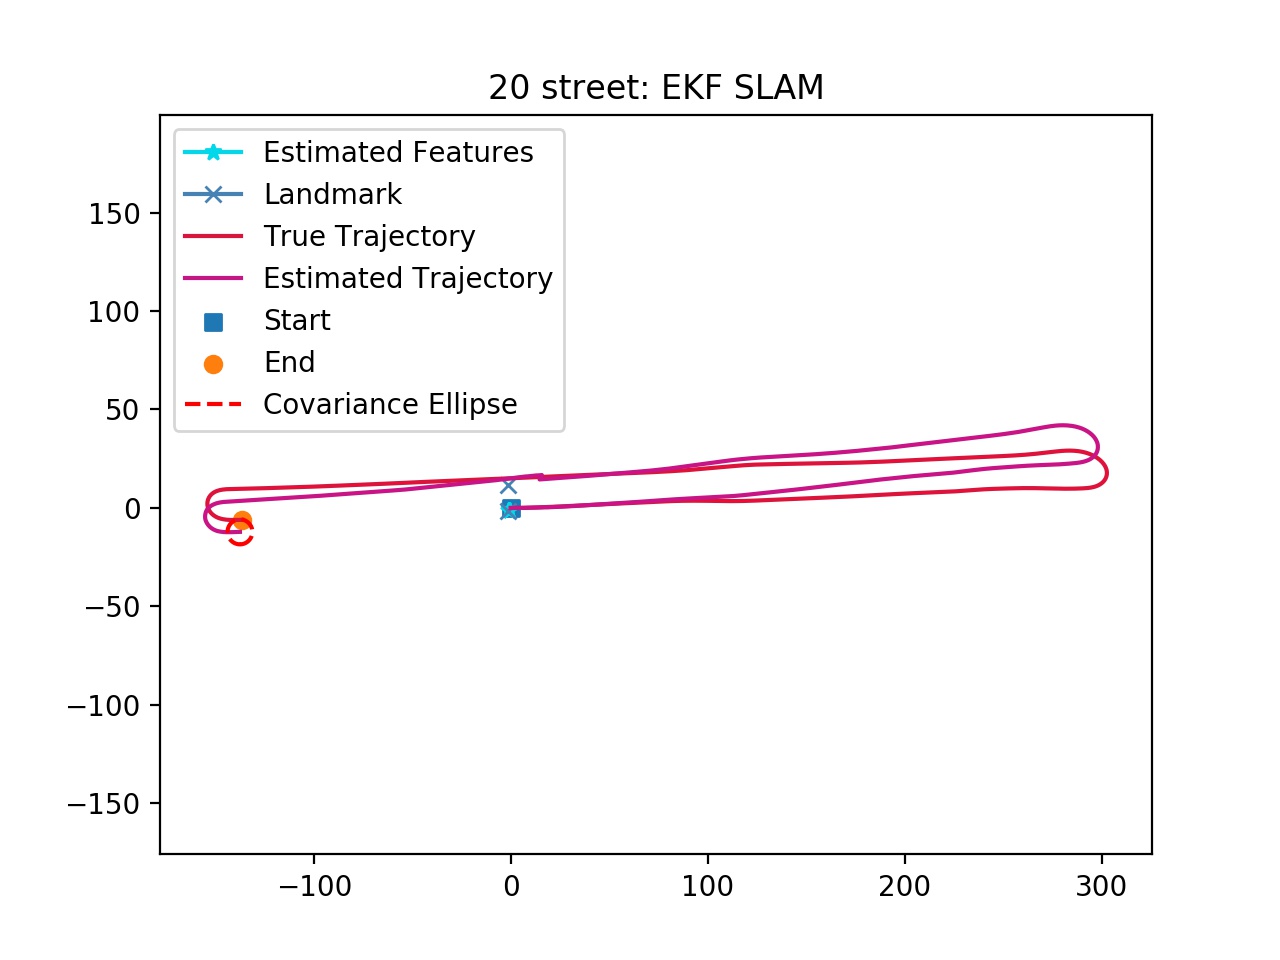 20 street: EKF SLAM
Estimated Features
Landmark
True Trajectory
Estimated Trajectory
Start
End
Covariance Ellipse
150
100
50
0
−50
−100
−150
−100 0 100 200 300